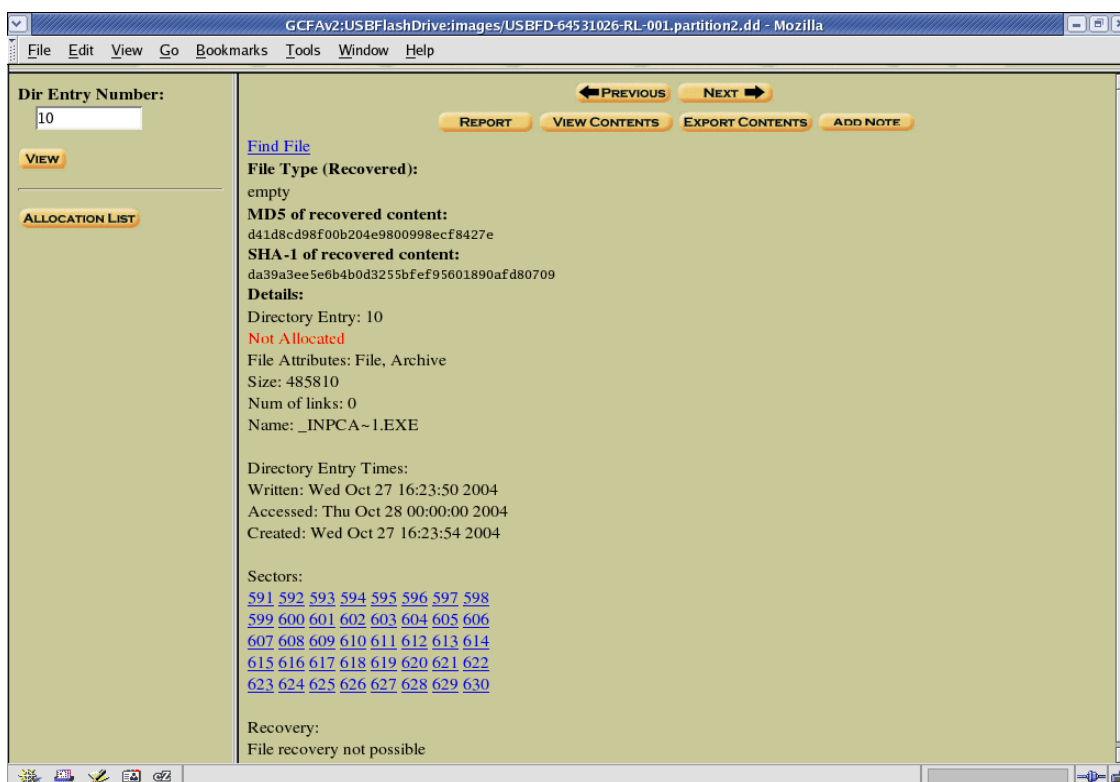 GCFAv2:USBFlashDrive:images/USBFD-64531026-RL-001.partition2.dd - Mozilla
File Edit View Go Bookmarks Tools Window Help
Dir Entry Number:
10
VIEW
ALLOCATION LIST
PREVIOUS NEXT
REPORT VIEW CONTENTS EXPORT CONTENTS ADD NOTE
Find File
File Type (Recovered):
empty
MD5 of recovered content:
d41d8cd98f00b204e9800998ecf8427e
SHA-1 of recovered content:
da39a3ee5e6b4b0d3255bfef95601890afd80709
Details:
Directory Entry: 10
Not Allocated
File Attributes: File, Archive
Size: 485810
Num of links: 0
Name: _INPCA~1.EXE
Directory Entry Times:
Written: Wed Oct 27 16:23:50 2004
Accessed: Thu Oct 28 00:00:00 2004
Created: Wed Oct 27 16:23:54 2004
Sectors:
591 592 593 594 595 596 597 598
599 600 601 602 603 604 605 606
607 608 609 610 611 612 613 614
615 616 617 618 619 620 621 622
623 624 625 626 627 628 629 630
Recovery:
File recovery not possible